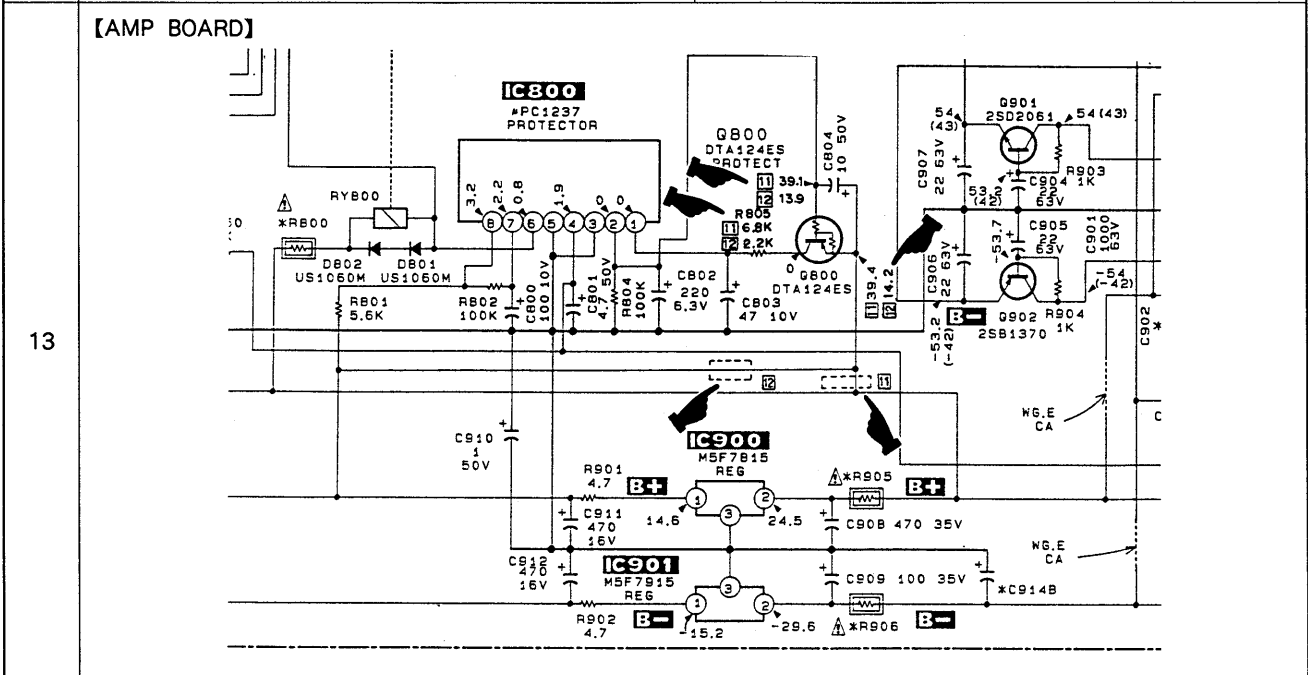 【AMP BOARD】
13
50
IC800
*PC1237
PROTECTOR
3.2
2.2
0.8
1.9
0
0
8
7
6
5
4
3
2
1
RY800
*R800
D802
US1060M
D801
US1060M
R801
5.6K
R802
100K
C800
100 10V
C801
4.7 50V
R804
100K
C802
220
6.3V
C803
47 10V
Q800
DTA124ES
PROTECT
11 39.1
12 13.9
R805
11 6.8K
12 2.2K
C804
10 50V
0
Q800
DTA124ES
11 39.4
12 14.2
54
(43)
Q901
2SD2061
54 (43)
C907
22 63V
53.2
(42)
C904
22
63V
R903
1K
C905
22
63V
C901
1000
63V
C906
22 63V
-53.7
-54
(-42)
B-
Q902
2SB1370
R904
1K
-53.2
(-42)
C902
*
12
11
WG.E
CA
C
C910
1
50V
IC900
M5F7815
REG
R901
4.7
B+
1
2
3
14.6
24.5
*R905
B+
C911
470
16V
C908 470 35V
WG.E
CA
C912
470
16V
IC901
M5F7915
REG
C909 100 35V
*C914B
3
1
2
R902
4.7
B-
-15.2
-29.6
*R906
B-